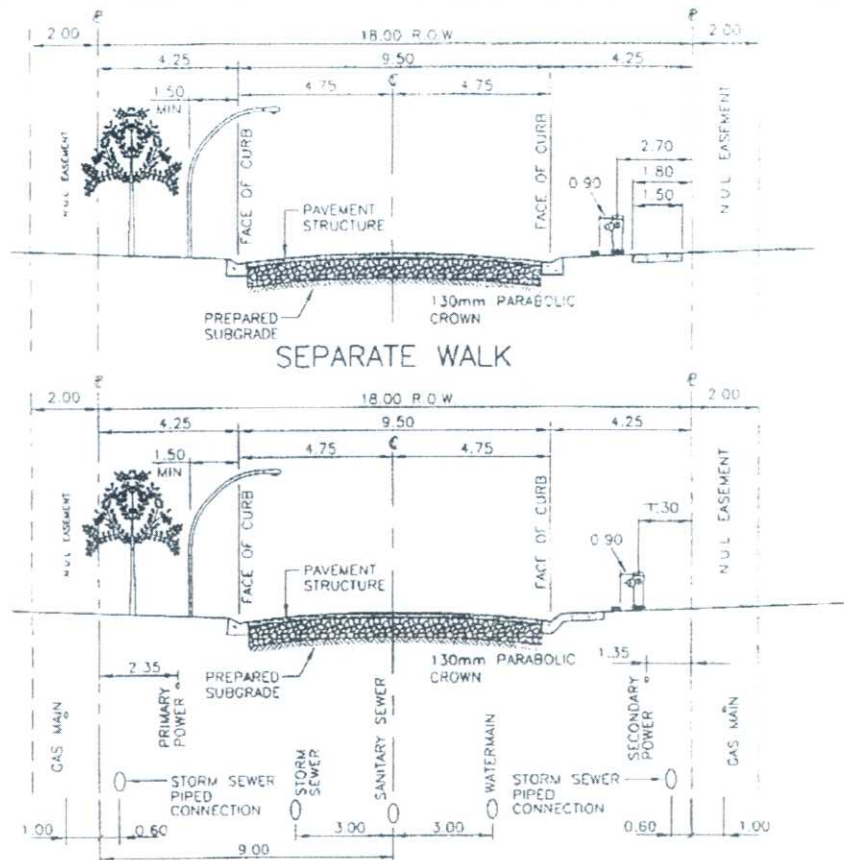 ℄
℄
2.00
18.00 R.O.W
2.00
4.25
9.50
4.25
1.50
MIN
4.75
℄
4.75
N.U.L EASEMENT
FACE OF CURB
FACE OF CURB
N.U.L EASEMENT
2.70
1.80
0.90
1.50
PAVEMENT
STRUCTURE
PREPARED
SUBGRADE
130mm PARABOLIC
CROWN
SEPARATE WALK
℄
℄
2.00
18.00 R.O.W
2.00
4.25
9.50
4.25
1.50
MIN
4.75
℄
4.75
N.U.L EASEMENT
FACE OF CURB
FACE OF CURB
N.U.L EASEMENT
1.30
0.90
PAVEMENT
STRUCTURE
2.35
PREPARED
SUBGRADE
130mm PARABOLIC
CROWN
1.35
GAS MAIN
PRIMARY
POWER
STORM
SEWER
SANITARY SEWER
WATERMAIN
SECONDARY
POWER
GAS MAIN
STORM SEWER
PIPED
CONNECTION
STORM SEWER
PIPED
CONNECTION
1.00
0.60
3.00
3.00
0.60
1.00
9.00